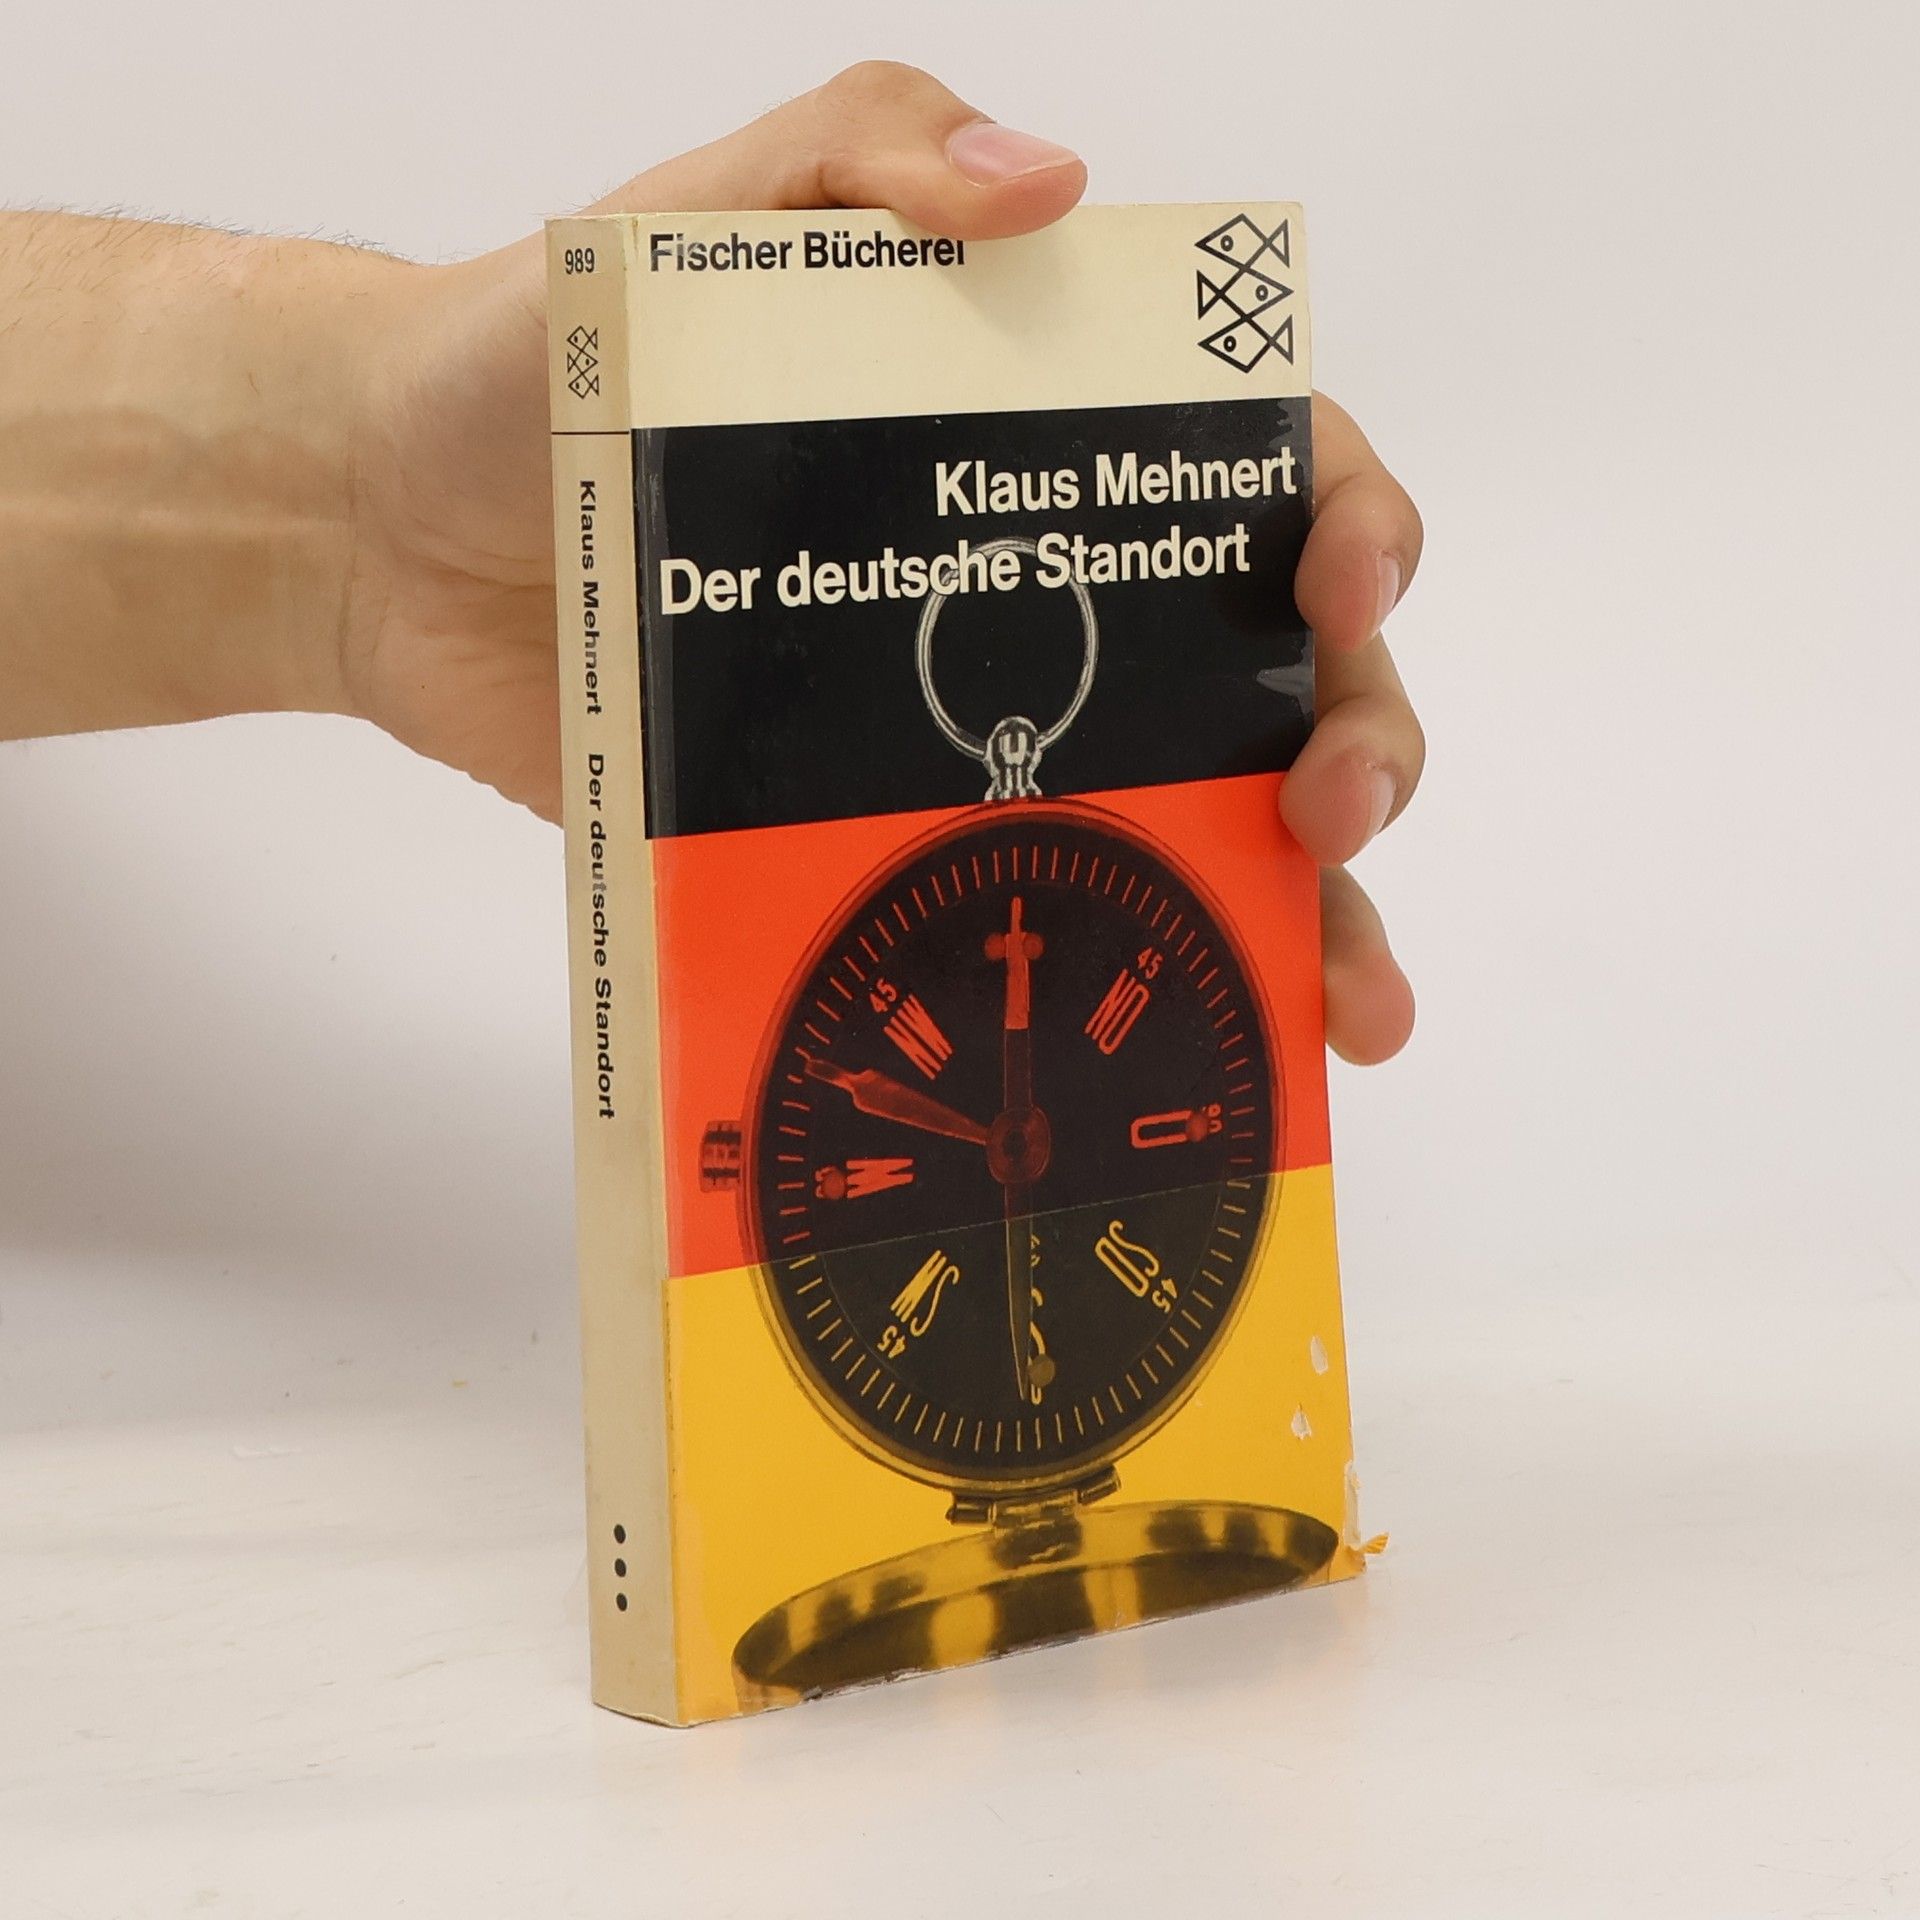 989
Fischer Bücherei
Klaus Mehnert
Der deutsche Standort
Klaus Mehnert Der deutsche Standort
45
NW
45
NO
W
O
SW
45
SO
45